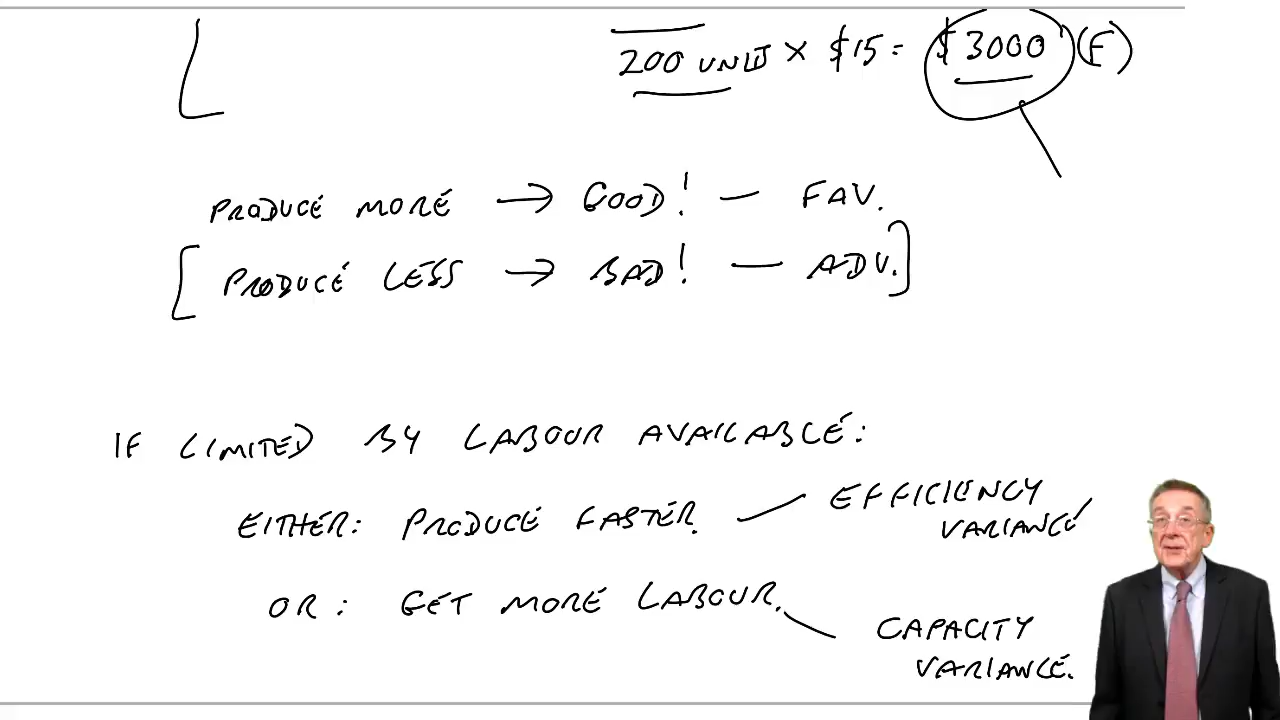 200 UNITS × $15 = $3000 (F)
PRODUCE MORE → GOOD! — FAV.
[PRODUCE LESS → BAD! — ADV.]
IF LIMITED BY LABOUR AVAILABLE:
EITHER: PRODUCE FASTER. — EFFICIENCY
VARIANCE
OR: GET MORE LABOUR.
CAPACITY
VARIANCE.